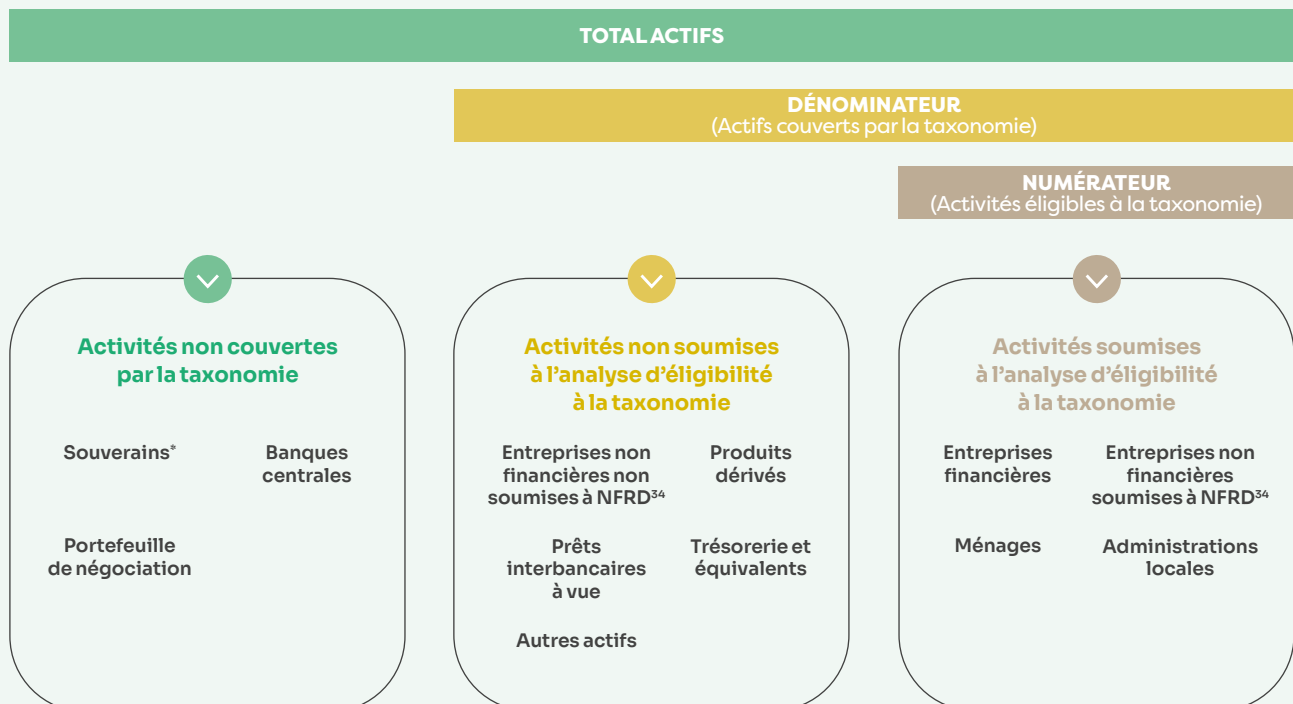 TOTAL ACTIFS
DÉNOMINATEUR
(Actifs couverts par la taxonomie)
NUMÉRATEUR
(Activités éligibles à la taxonomie)
Activités non couvertes
par la taxonomie
Souverains*
Banques
centrales
Portefeuille
de négociation
Activités non soumises
à l’analyse d’éligibilité
à la taxonomie
Entreprises non
financières non
soumises à NFRD³⁴
Produits
dérivés
Prêts
interbancaires
à vue
Trésorerie et
équivalents
Autres actifs
Activités soumises
à l’analyse d’éligibilité
à la taxonomie
Entreprises
financières
Entreprises non
financières
soumises à NFRD³⁴
Ménages
Administrations
locales